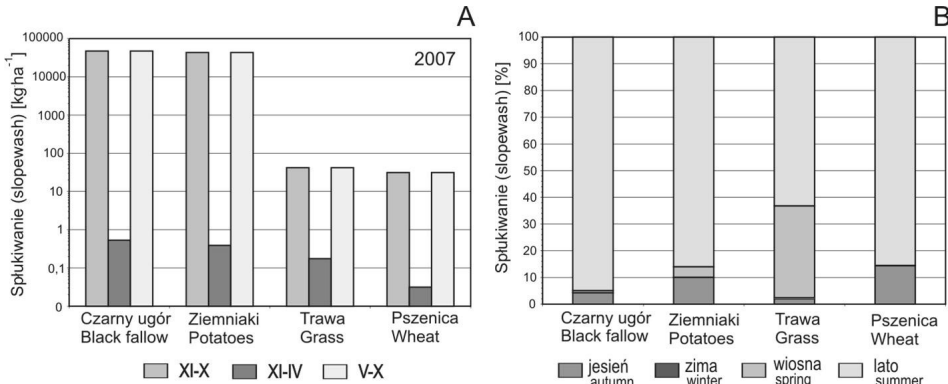 A
Spłukiwanie (slopewash) [kg·ha⁻¹]
100000
10000
1000
100
10
1
0,1
0
2007
Czarny ugór
Black fallow
Ziemniaki
Potatoes
Trawa
Grass
Pszenica
Wheat
XI-X
XI-IV
V-X
B
Spłukiwanie (slopewash) [%]
100
90
80
70
60
50
40
30
20
10
0
Czarny ugór
Black fallow
Ziemniaki
Potatoes
Trawa
Grass
Pszenica
Wheat
jesień
autumn
zima
winter
wiosna
spring
lato
summer